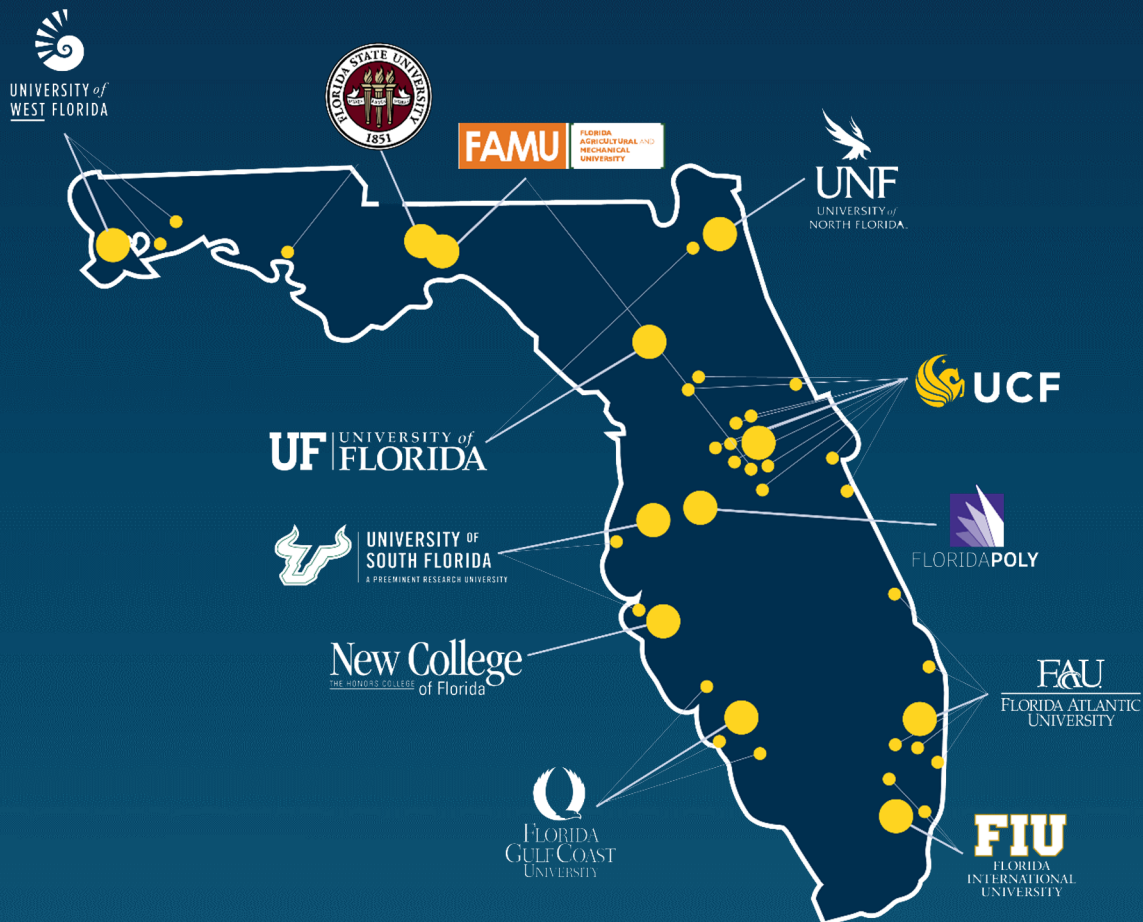 UNIVERSITY of
WEST FLORIDA
FLORIDA STATE UNIVERSITY
1851
FAMU
FLORIDA
AGRICULTURAL AND
MECHANICAL
UNIVERSITY
UNF
UNIVERSITY of
NORTH FLORIDA.
UCF
UF
UNIVERSITY of
FLORIDA
UNIVERSITY OF
SOUTH FLORIDA
A PREEMINENT RESEARCH UNIVERSITY
FLORIDAPOLY
New College
THE HONORS COLLEGE
of Florida
FAU
FLORIDA ATLANTIC
UNIVERSITY
FLORIDA
GULF COAST
UNIVERSITY
FIU
FLORIDA
INTERNATIONAL
UNIVERSITY